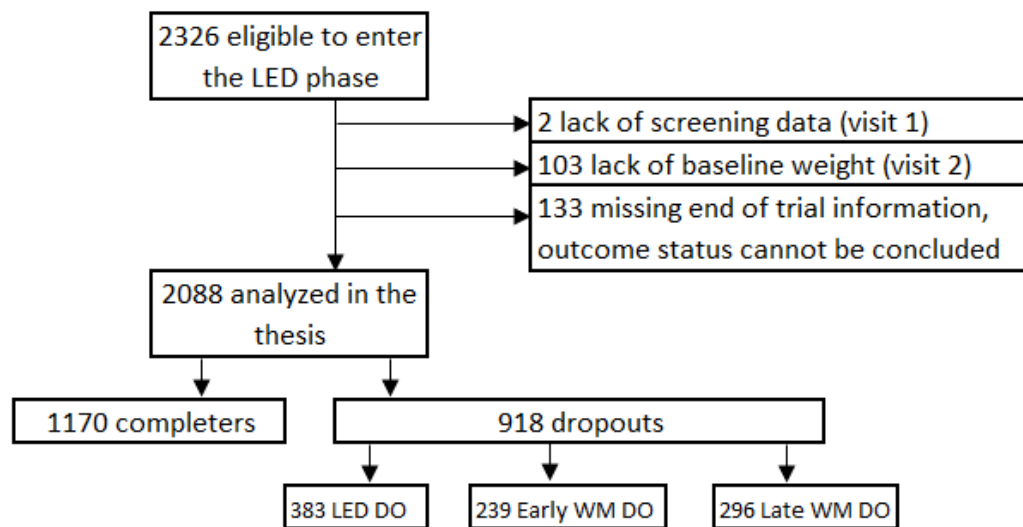 2326 eligible to enter
the LED phase
2 lack of screening data (visit 1)
103 lack of baseline weight (visit 2)
133 missing end of trial information,
outcome status cannot be concluded
2088 analyzed in the
thesis
1170 completers
918 dropouts
383 LED DO
239 Early WM DO
296 Late WM DO